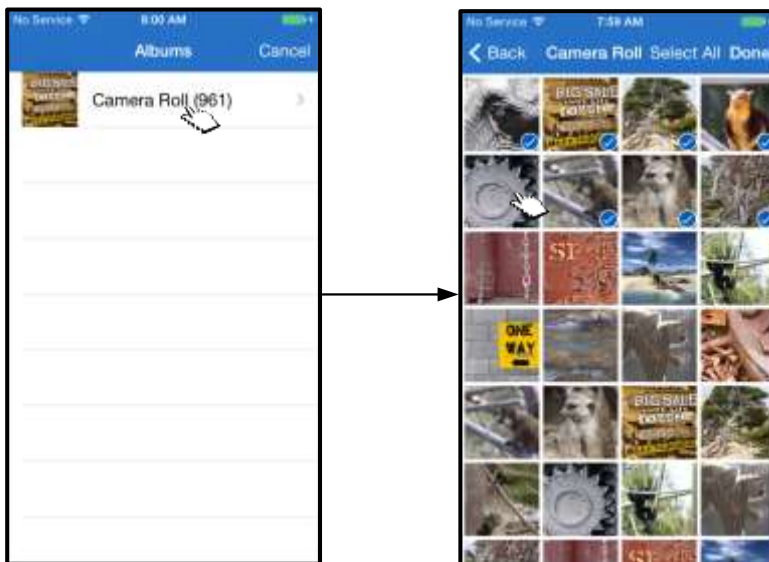 No Service 8:00 AM
Albums Cancel
Camera Roll (961)
No Service 7:59 AM
Back Camera Roll Select All Done
BIG SALE
ONE
WAY
BIG SALE